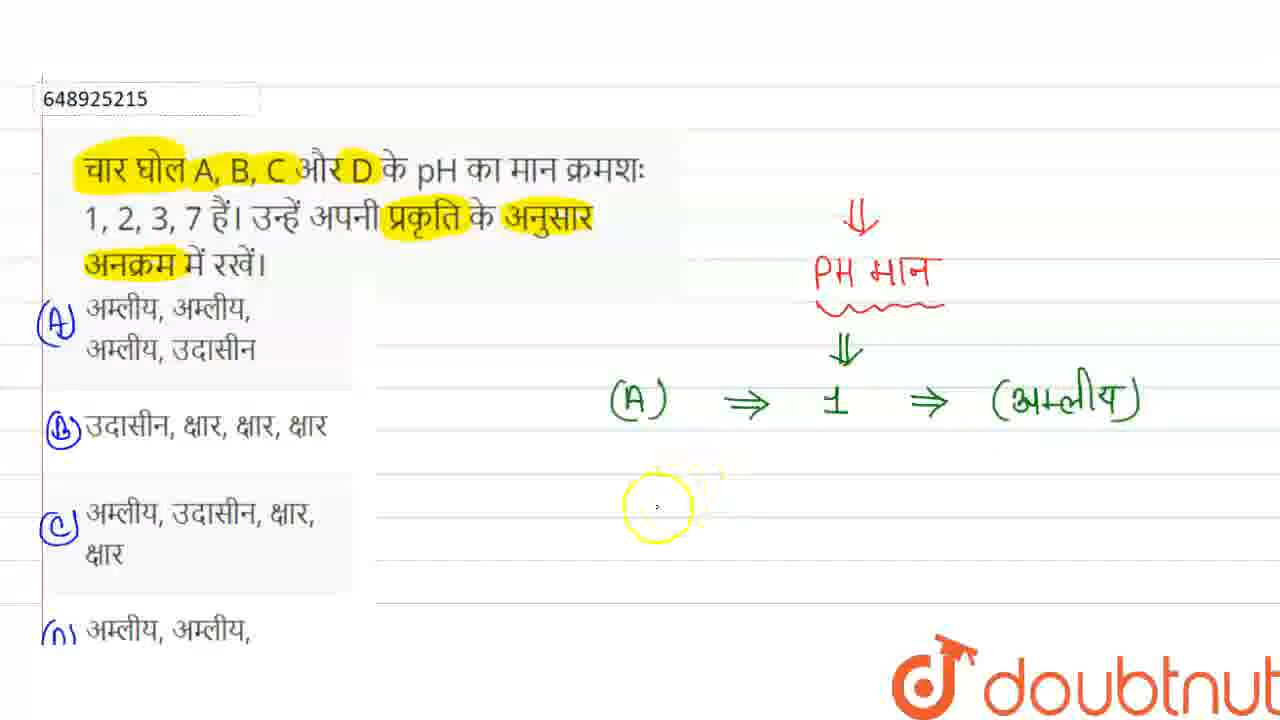 648925215
चार घोल A, B, C और D के pH का मान क्रमशः
1, 2, 3, 7 हैं। उन्हें अपनी प्रकृति के अनुसार
अनक्रम में रखें।
(A) अम्लीय, अम्लीय,
अम्लीय, उदासीन
(B) उदासीन, क्षार, क्षार, क्षार
(C) अम्लीय, उदासीन, क्षार,
क्षार
(D) अम्लीय, अम्लीय,
⇓
PH मान
⇓
(A) ⇒ 1 ⇒ (अम्लीय)
doubtnut